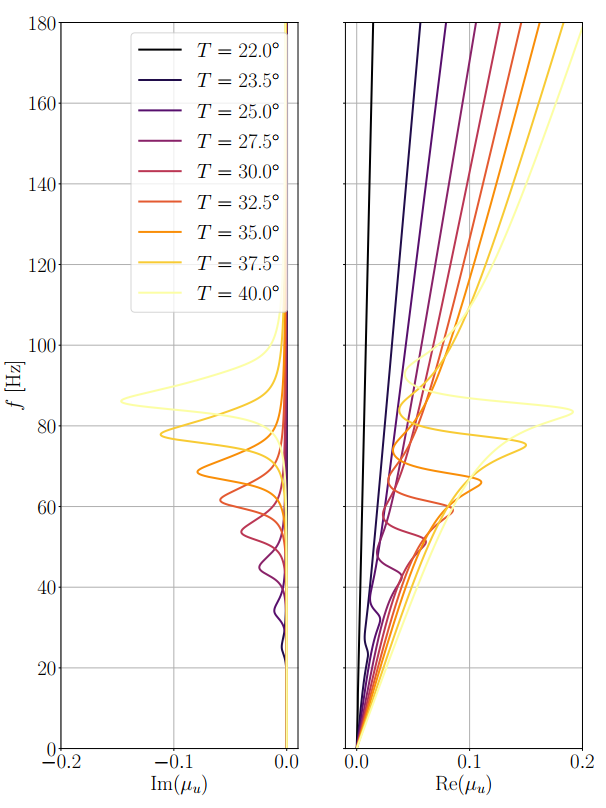 180
160
140
120
100
80
60
40
20
0
f [Hz]
T = 22.0°
T = 23.5°
T = 25.0°
T = 27.5°
T = 30.0°
T = 32.5°
T = 35.0°
T = 37.5°
T = 40.0°
−0.2 −0.1 0.0
Im(μᵤ)
0.0 0.1 0.2
Re(μᵤ)